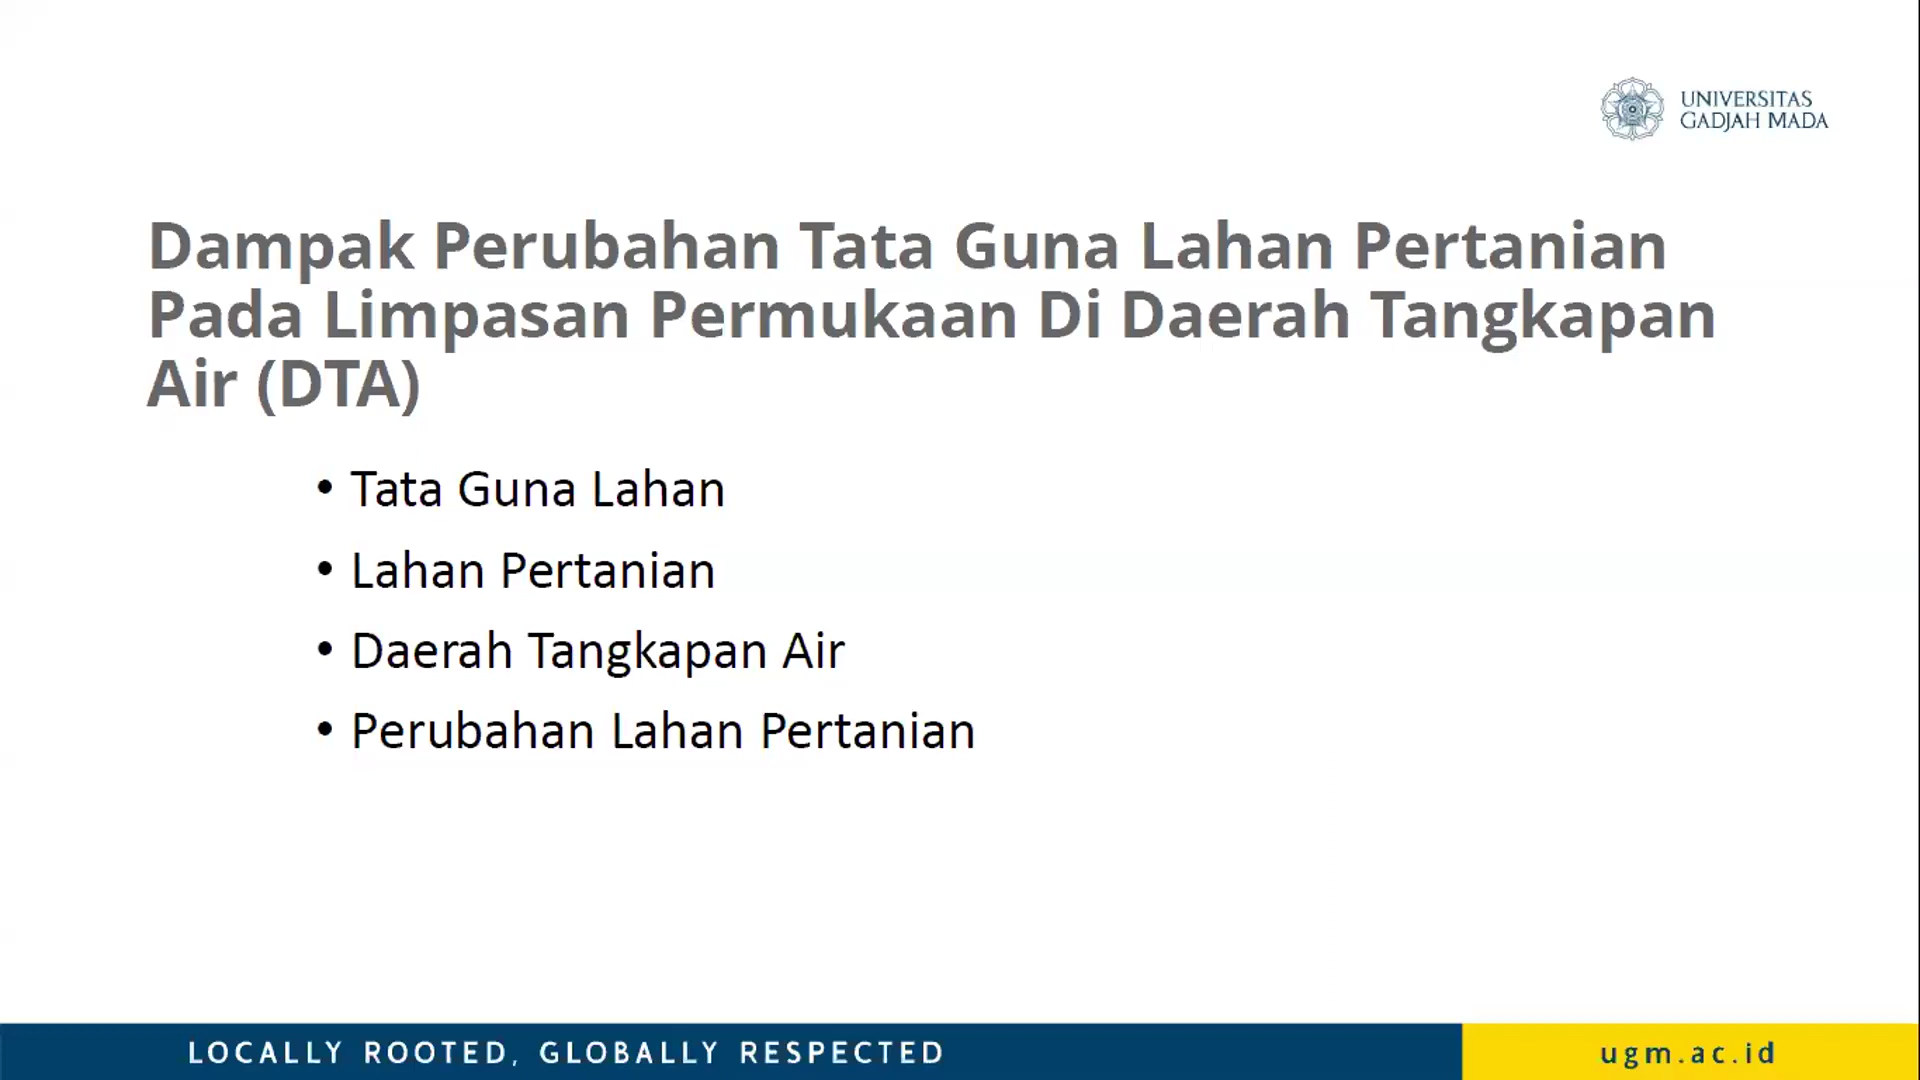 UNIVERSITAS
GADJAH MADA
Dampak Perubahan Tata Guna Lahan Pertanian
Pada Limpasan Permukaan Di Daerah Tangkapan
Air (DTA)
• Tata Guna Lahan
• Lahan Pertanian
• Daerah Tangkapan Air
• Perubahan Lahan Pertanian
LOCALLY ROOTED, GLOBALLY RESPECTED
ugm.ac.id